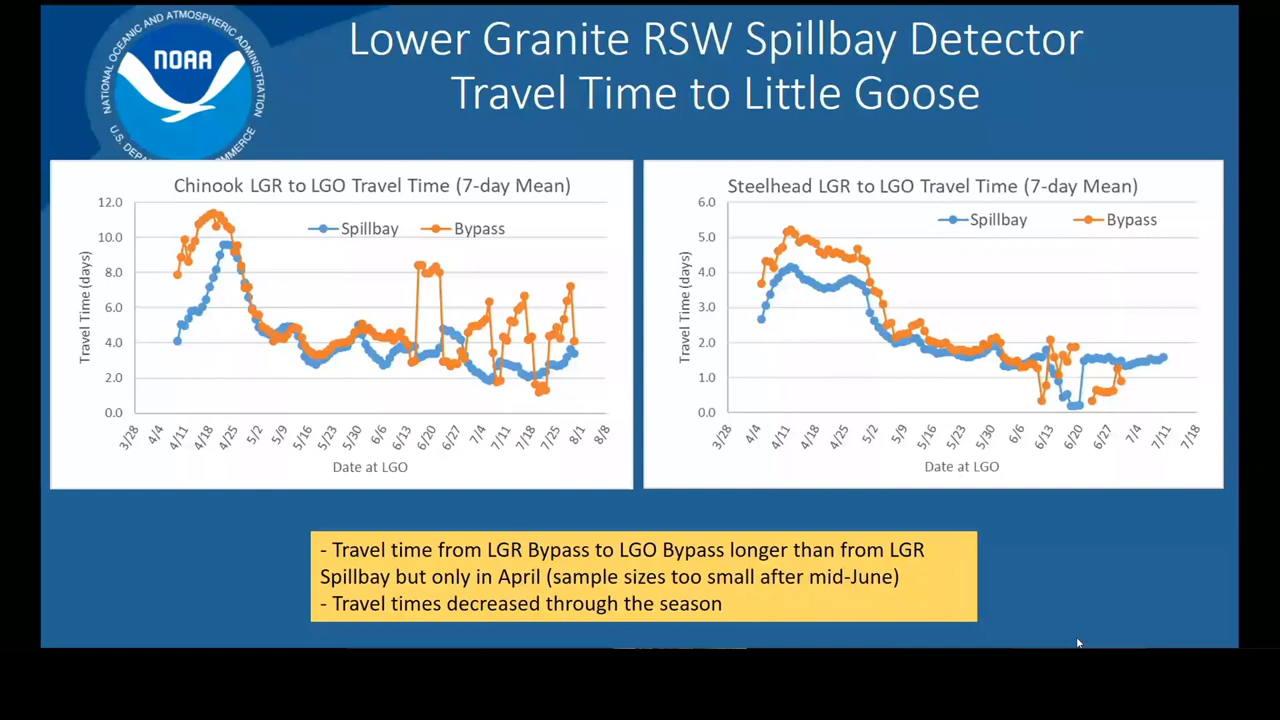 NATIONAL OCEANIC AND ATMOSPHERIC ADMINISTRATION
NOAA
U.S.
Lower Granite RSW Spillbay Detector
Travel Time to Little Goose
Chinook LGR to LGO Travel Time (7-day Mean)
Spillbay
Bypass
Travel Time (days)
12.0
10.0
8.0
6.0
4.0
2.0
0.0
3/28
4/4
4/11
4/18
4/25
5/2
5/9
5/16
5/23
5/30
6/6
6/13
6/20
6/27
7/4
7/11
7/18
7/25
8/1
8/8
Date at LGO
Steelhead LGR to LGO Travel Time (7-day Mean)
Spillbay
Bypass
Travel Time (days)
6.0
5.0
4.0
3.0
2.0
1.0
0.0
3/28
4/4
4/11
4/18
4/25
5/2
5/9
5/16
5/23
5/30
6/6
6/13
6/20
6/27
7/4
7/11
7/18
Date at LGO
- Travel time from LGR Bypass to LGO Bypass longer than from LGR
Spillbay but only in April (sample sizes too small after mid-June)
- Travel times decreased through the season